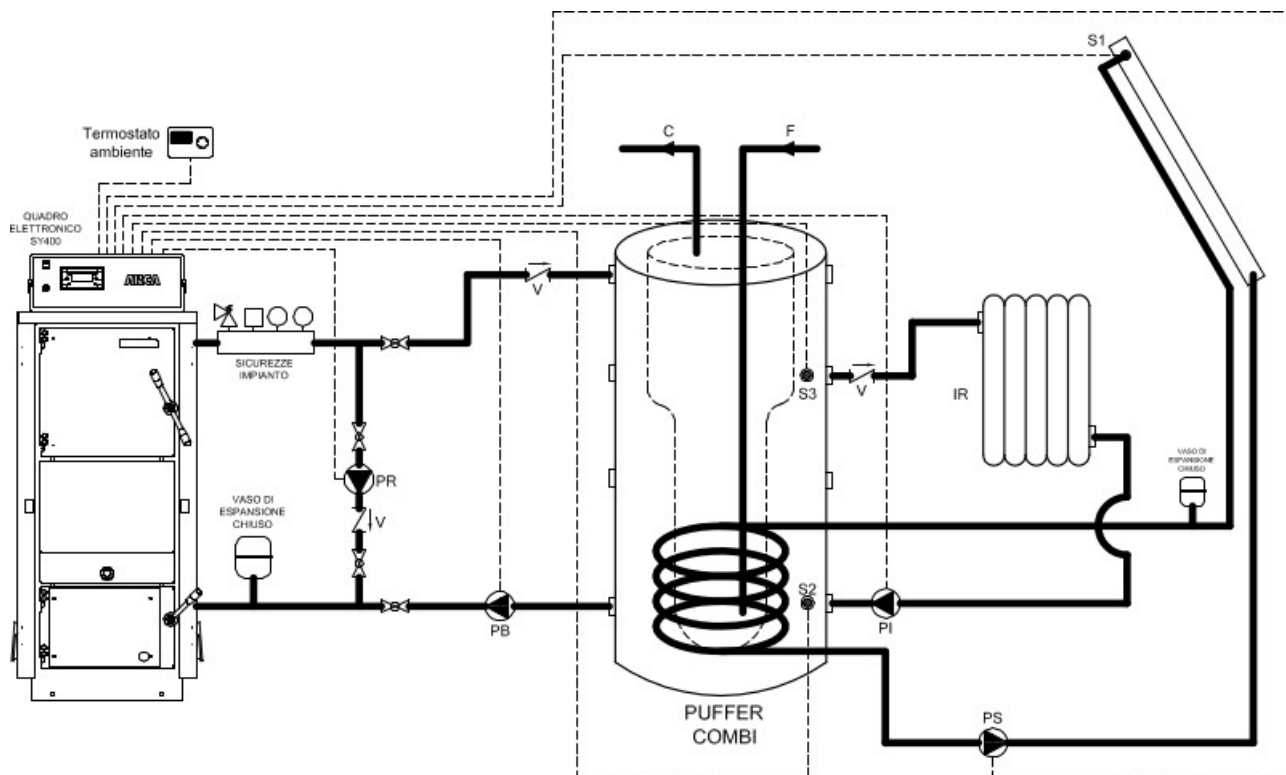 S1
Termostato
ambiente
C
F
QUADRO
ELETTRONICO
SY400
ARCA
V
SICUREZZE
IMPIANTO
S3
V
IR
PR
V
VASO DI
ESPANSIONE
CHIUSO
VASO DI
ESPANSIONE
CHIUSO
S2
PB
PI
PUFFER
COMBI
PS